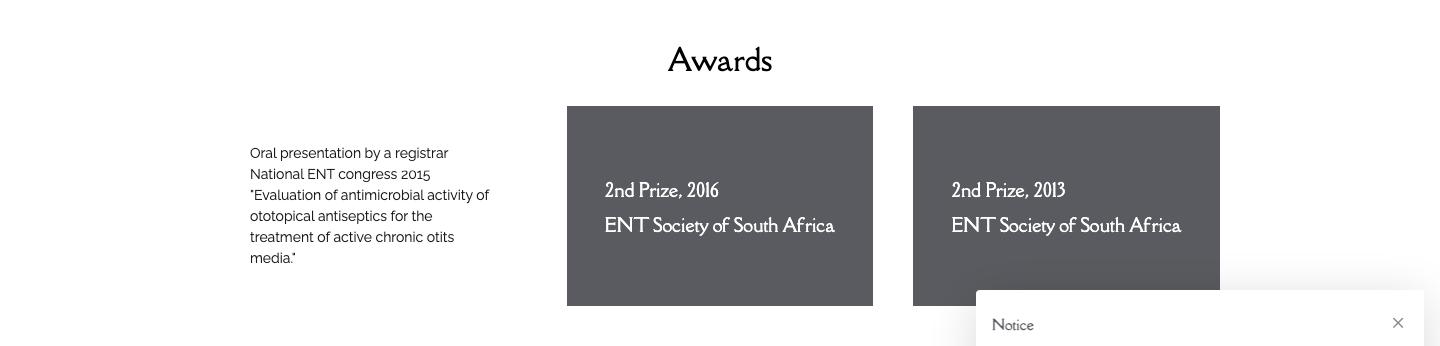 Awards
Oral presentation by a registrar
National ENT congress 2015
"Evaluation of antimicrobial activity of
ototopical antiseptics for the
treatment of active chronic otits
media."
2nd Prize, 2016
ENT Society of South Africa
2nd Prize, 2013
ENT Society of South Africa
Notice